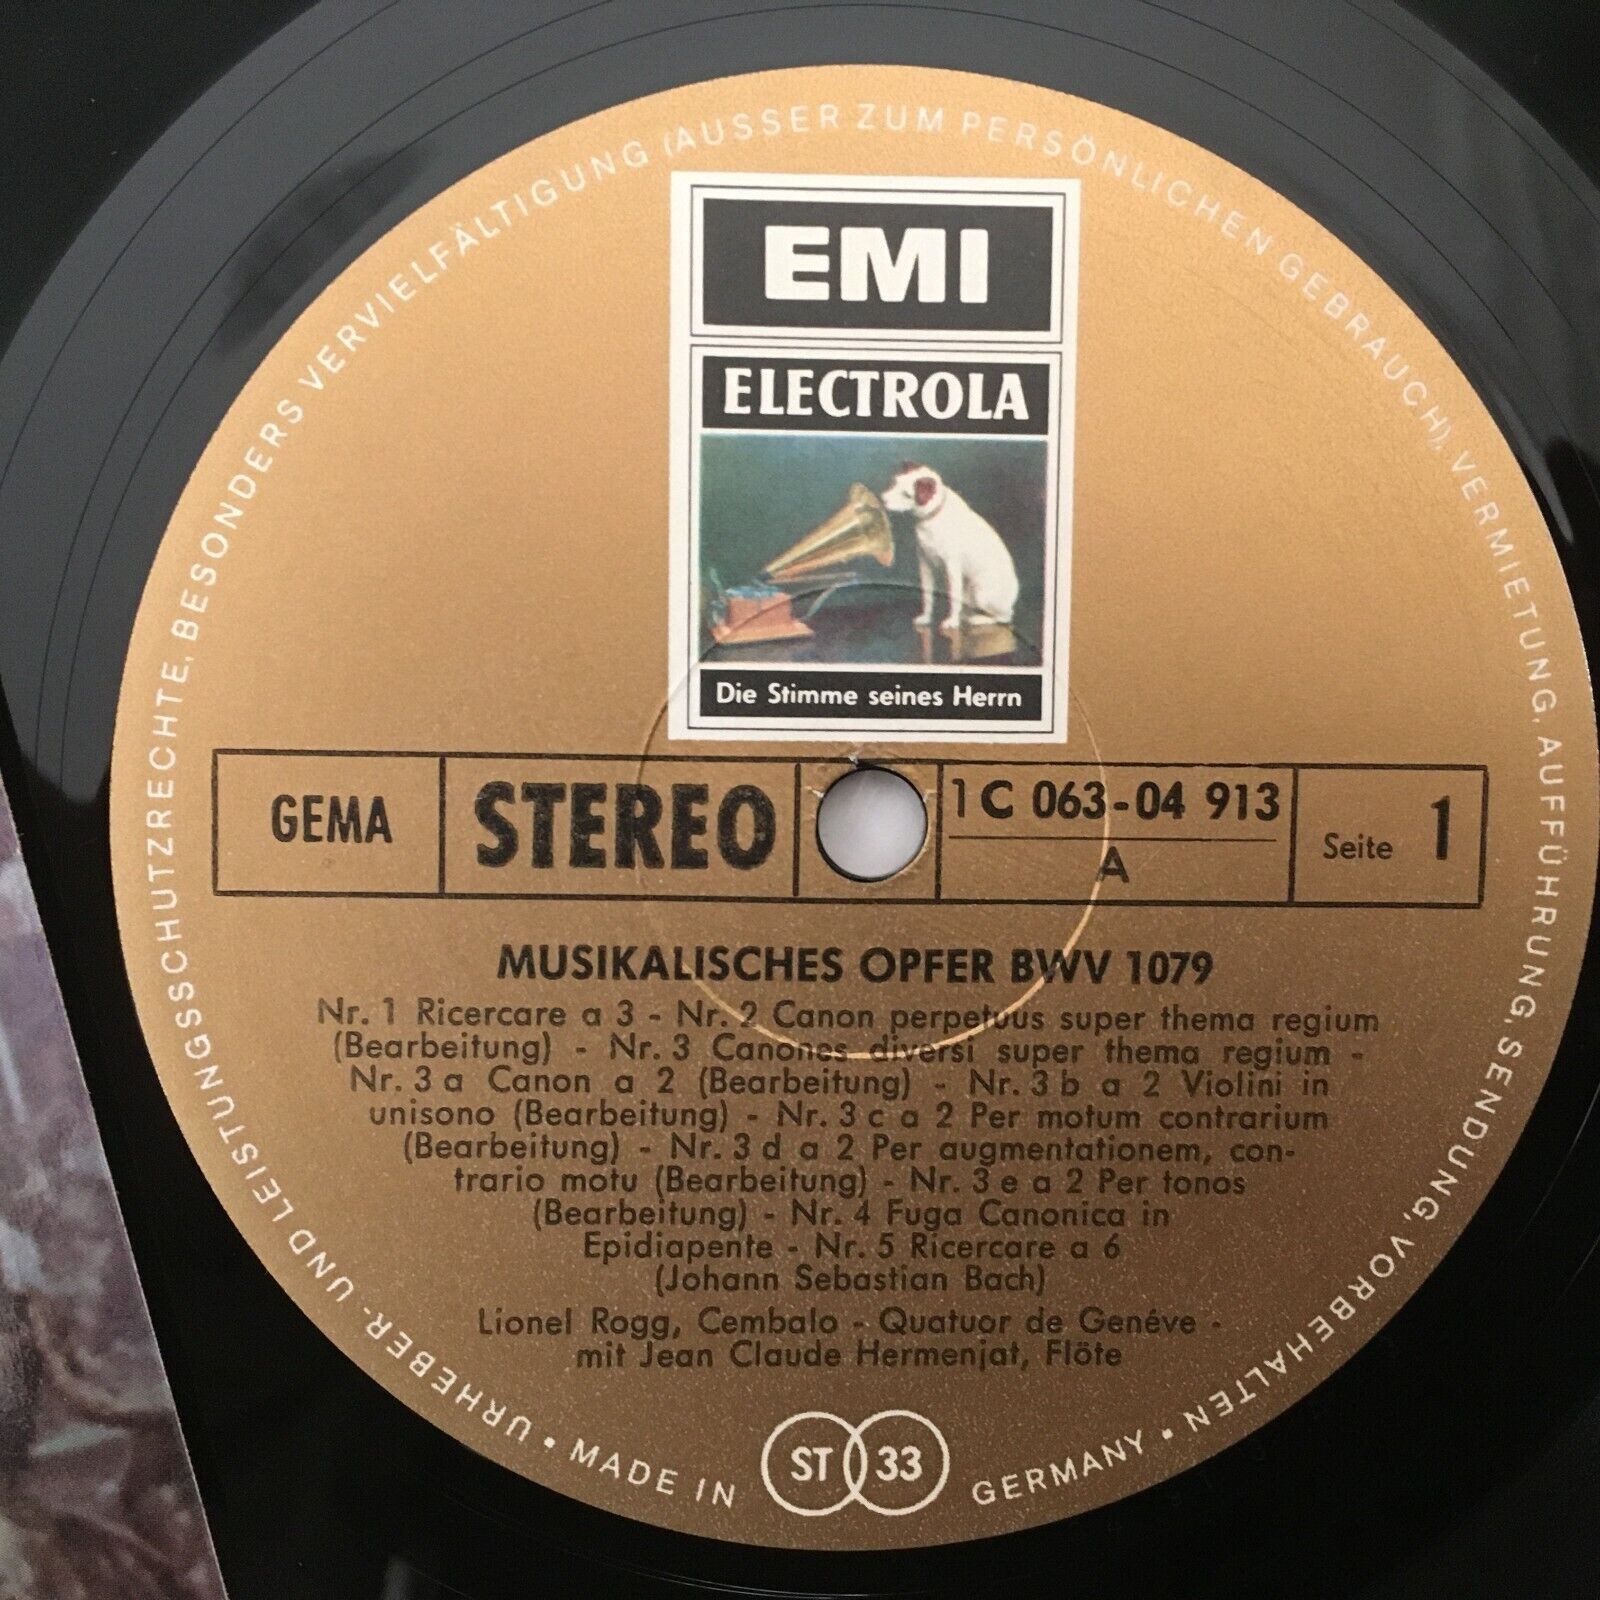 URHEBER- UND LEISTUNGSSCHUTZRECHTE, BESONDERS VERVIELFÄLTIGUNG (AUSSER ZUM PERSÖNLICHEN GEBRAUCH), VERMIETUNG, AUFFÜHRUNG, SENDUNG, VORBEHALTEN •
EMI
ELECTROLA
Die Stimme seines Herrn
GEMA
STEREO
1 C 063-04 913
A
Seite 1
MUSIKALISCHES OPFER BWV 1079
Nr. 1 Ricercare a 3 - Nr. 2 Canon perpetuus super thema regium
(Bearbeitung) - Nr. 3 Canones diversi super thema regium -
Nr. 3 a Canon a 2 (Bearbeitung) - Nr. 3 b a 2 Violini in
unisono (Bearbeitung) - Nr. 3 c a 2 Per motum contrarium
(Bearbeitung) - Nr. 3 d a 2 Per augmentationem, con-
trario motu (Bearbeitung) - Nr. 3 e a 2 Per tonos
(Bearbeitung) - Nr. 4 Fuga Canonica in
Epidiapente - Nr. 5 Ricercare a 6
(Johann Sebastian Bach)
Lionel Rogg, Cembalo - Quatuor de Genéve -
mit Jean Claude Hermenjat, Flöte
• MADE IN
ST 33
GERMANY